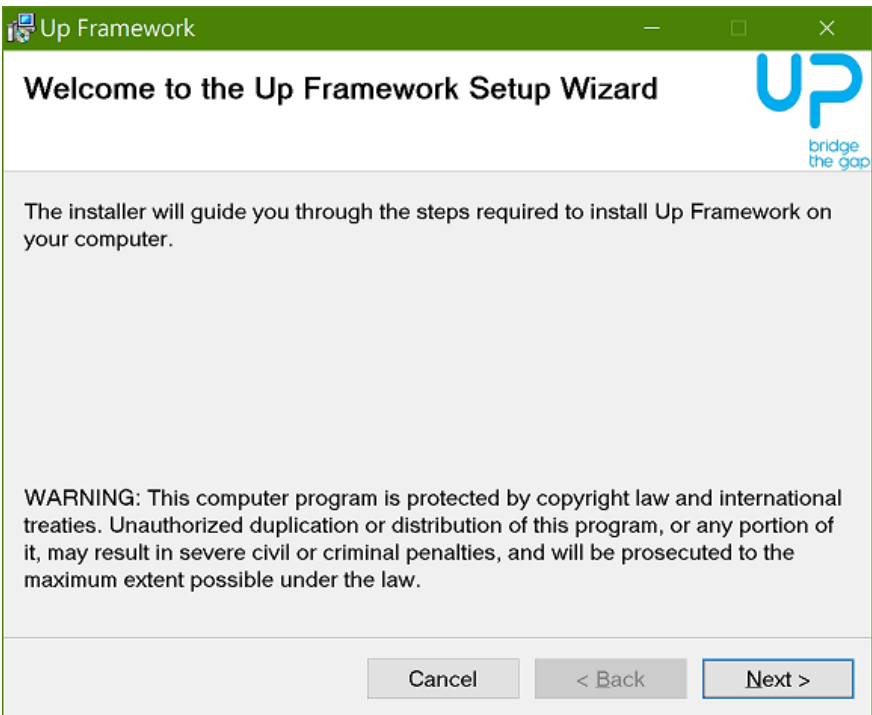 Up Framework
Welcome to the Up Framework Setup Wizard
UP
bridge
the gap
The installer will guide you through the steps required to install Up Framework on
your computer.
WARNING: This computer program is protected by copyright law and international
treaties. Unauthorized duplication or distribution of this program, or any portion of
it, may result in severe civil or criminal penalties, and will be prosecuted to the
maximum extent possible under the law.
Cancel
< Back
Next >